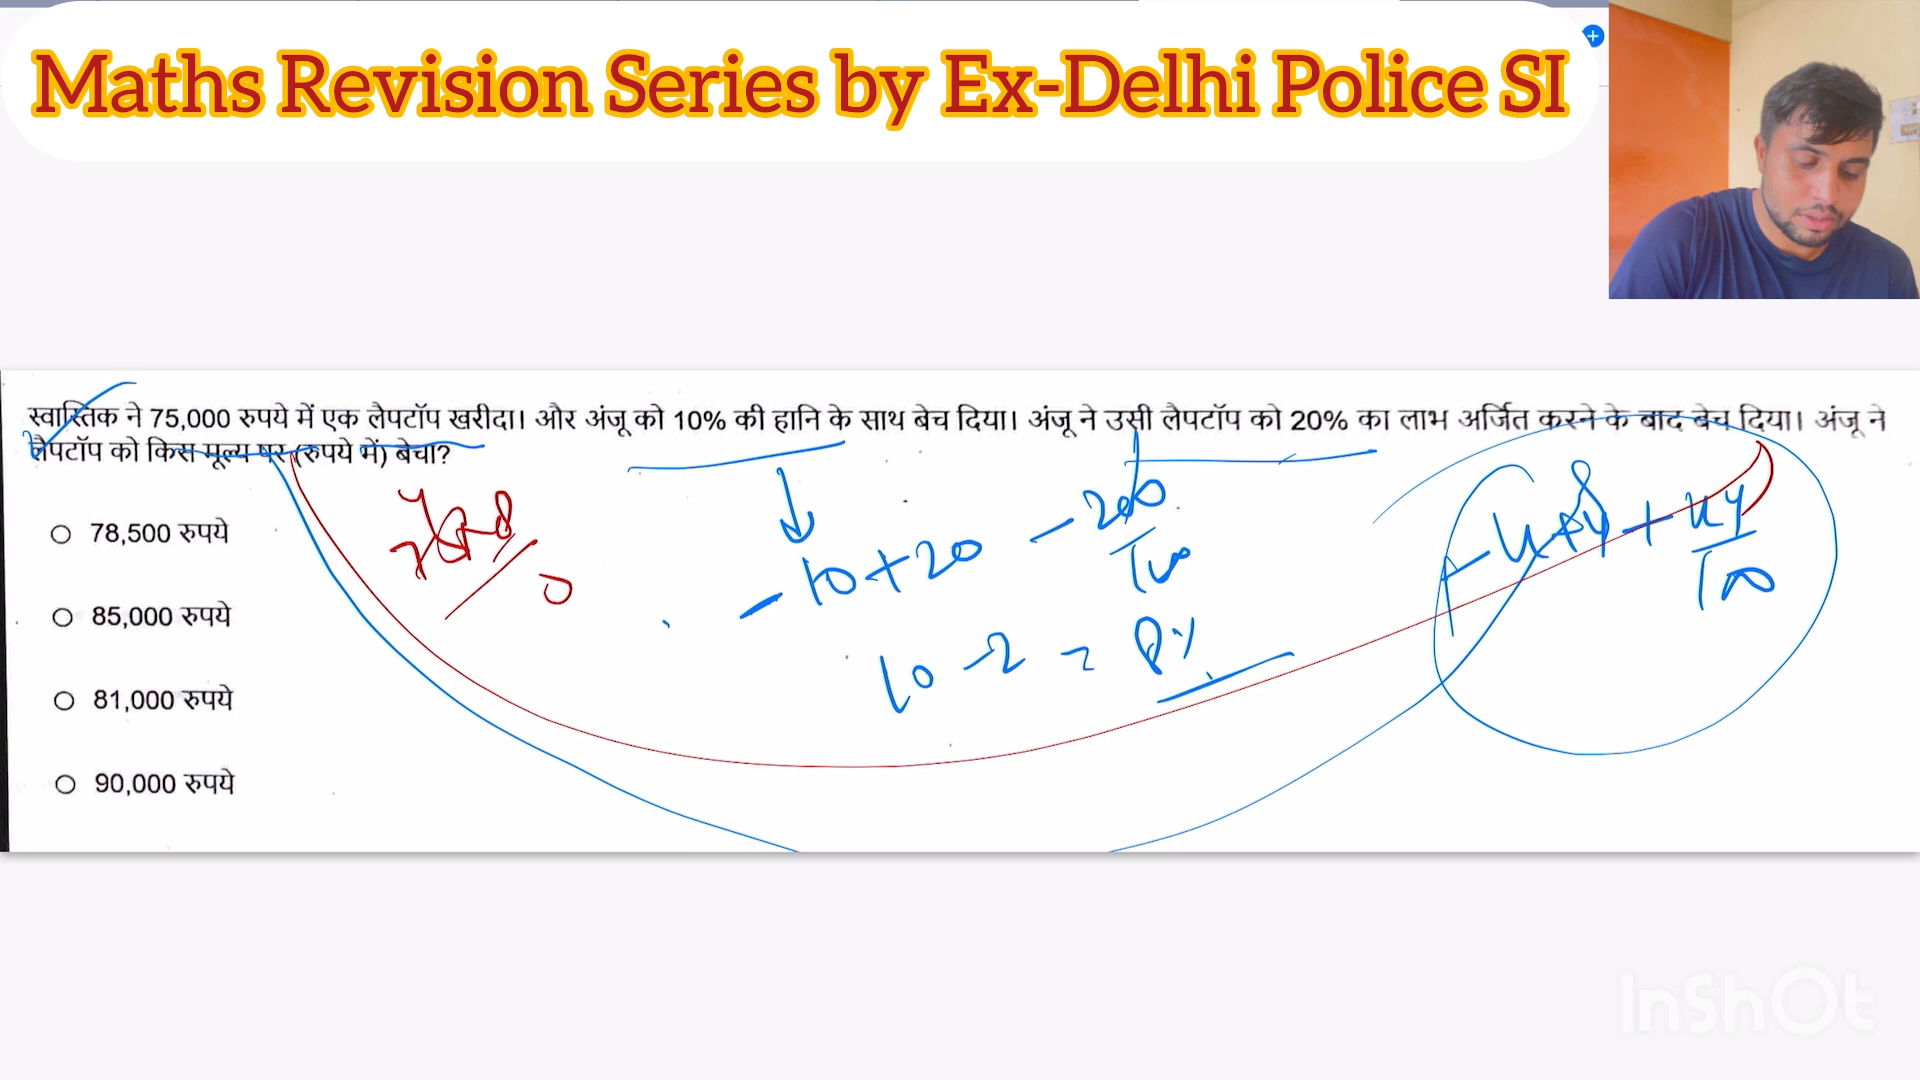 Maths Revision Series by Ex-Delhi Police SI
स्वास्तिक ने 75,000 रुपये में एक लैपटॉप खरीदा। और अंजू को 10% की हानि के साथ बेच दिया। अंजू ने उसी लैपटॉप को 20% का लाभ अर्जित करने के बाद बेच दिया। अंजू ने
लैपटॉप को किस मूल्य पर (रुपये में) बेचा?
78,500 रुपये
85,000 रुपये
81,000 रुपये
90,000 रुपये
-10+20 - 200/100
10-2 = 8%
InShOt